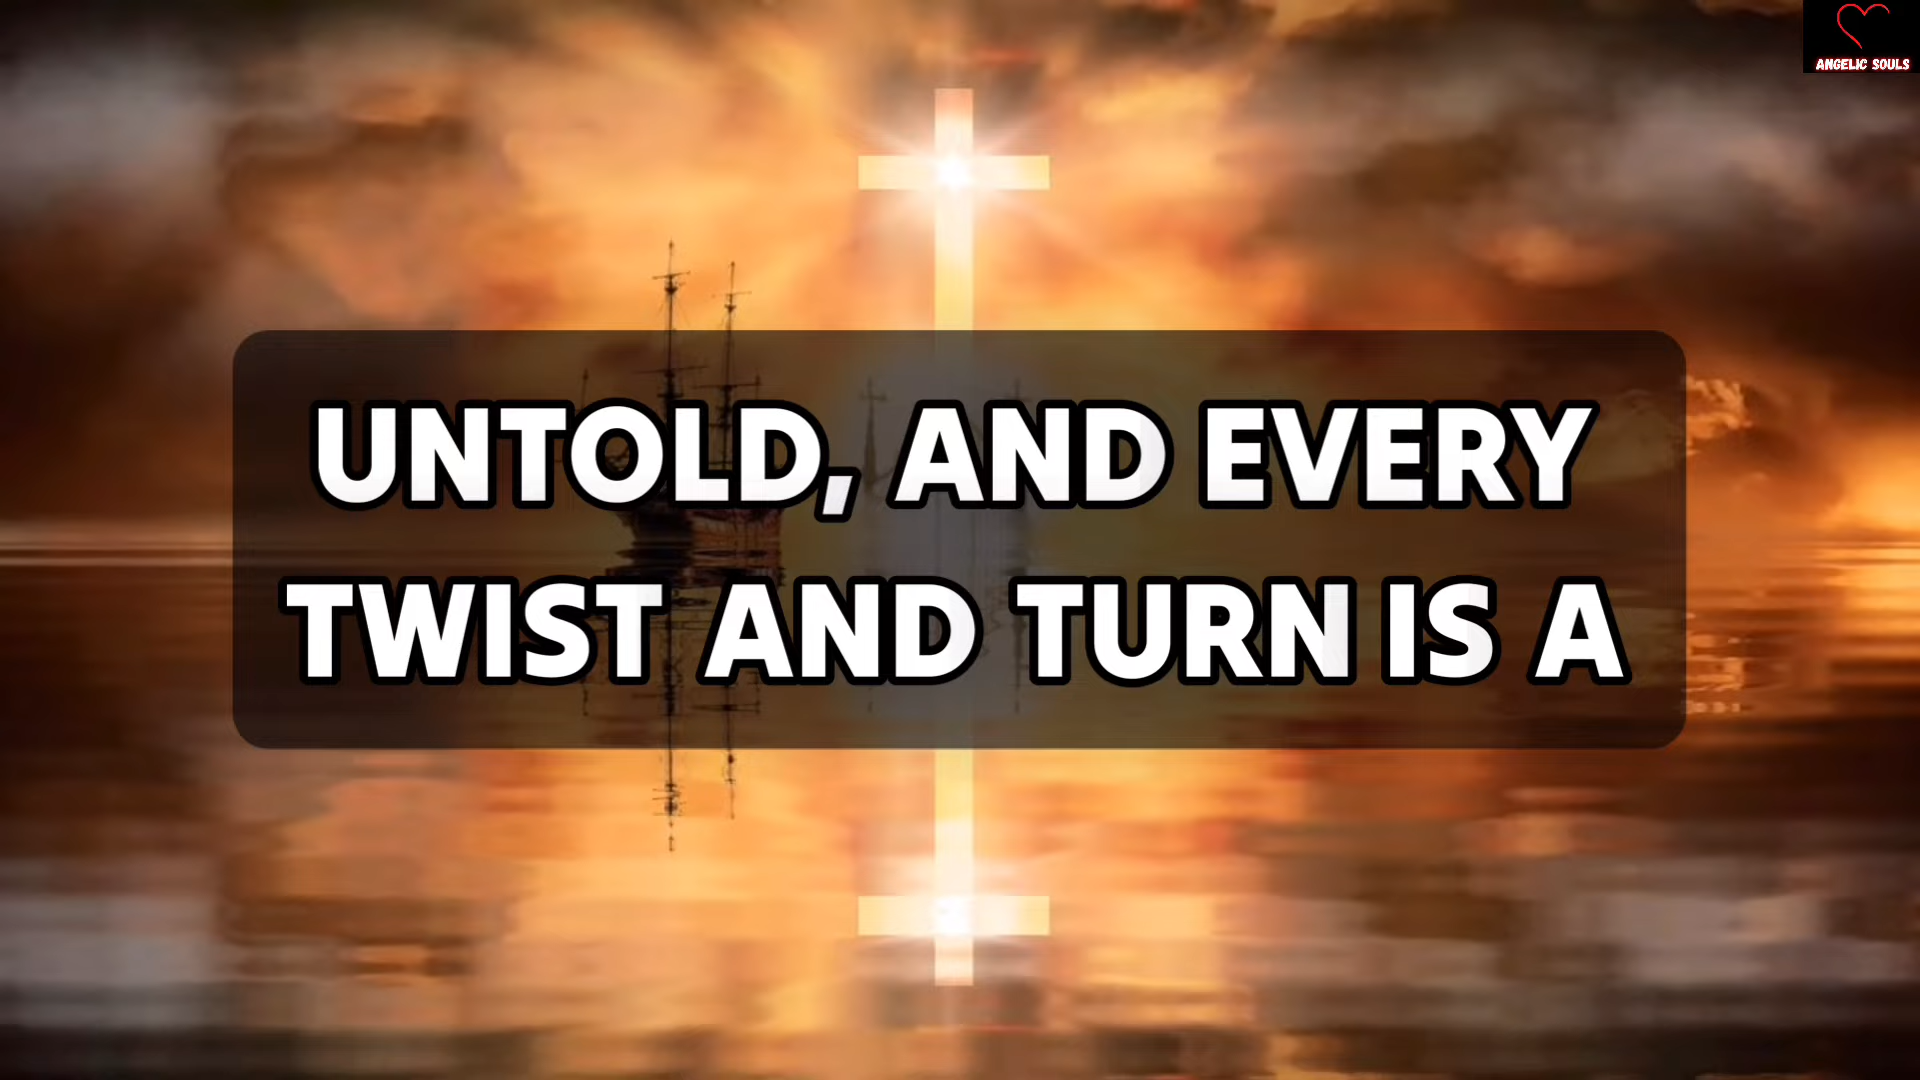 ANGELIC SOULS
UNTOLD, AND EVERY
TWIST AND TURN IS A